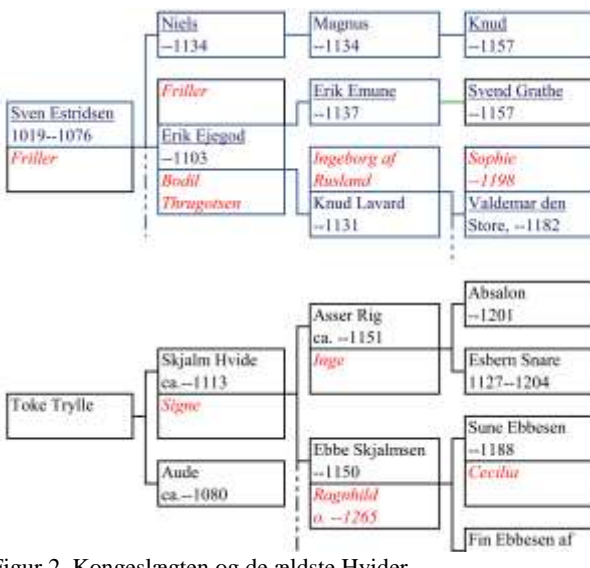 Niels
--1134
Magnus
--1134
Knud
--1157
Friller
Erik Emune
--1137
Svend Grathe
--1157
Sven Estridsen
1019--1076
Friller
Erik Ejegod
--1103
Bodil
Thrugotsen
Ingeborg af
Rusland
Knud Lavard
--1131
Sophie
--1198
Valdemar den
Store, --1182
Absalon
--1201
Asser Rig
ca. --1151
Inge
Esbern Snare
1127--1204
Skjalm Hvide
ca.--1113
Signe
Toke Trylle
Aude
ca.--1080
Sune Ebbesen
--1188
Cecilia
Ebbe Skjalmsen
--1150
Ragnhild
o. --1265
Fin Ebbesen af
Figur 2. Kongeslægten og de ældste Hvider